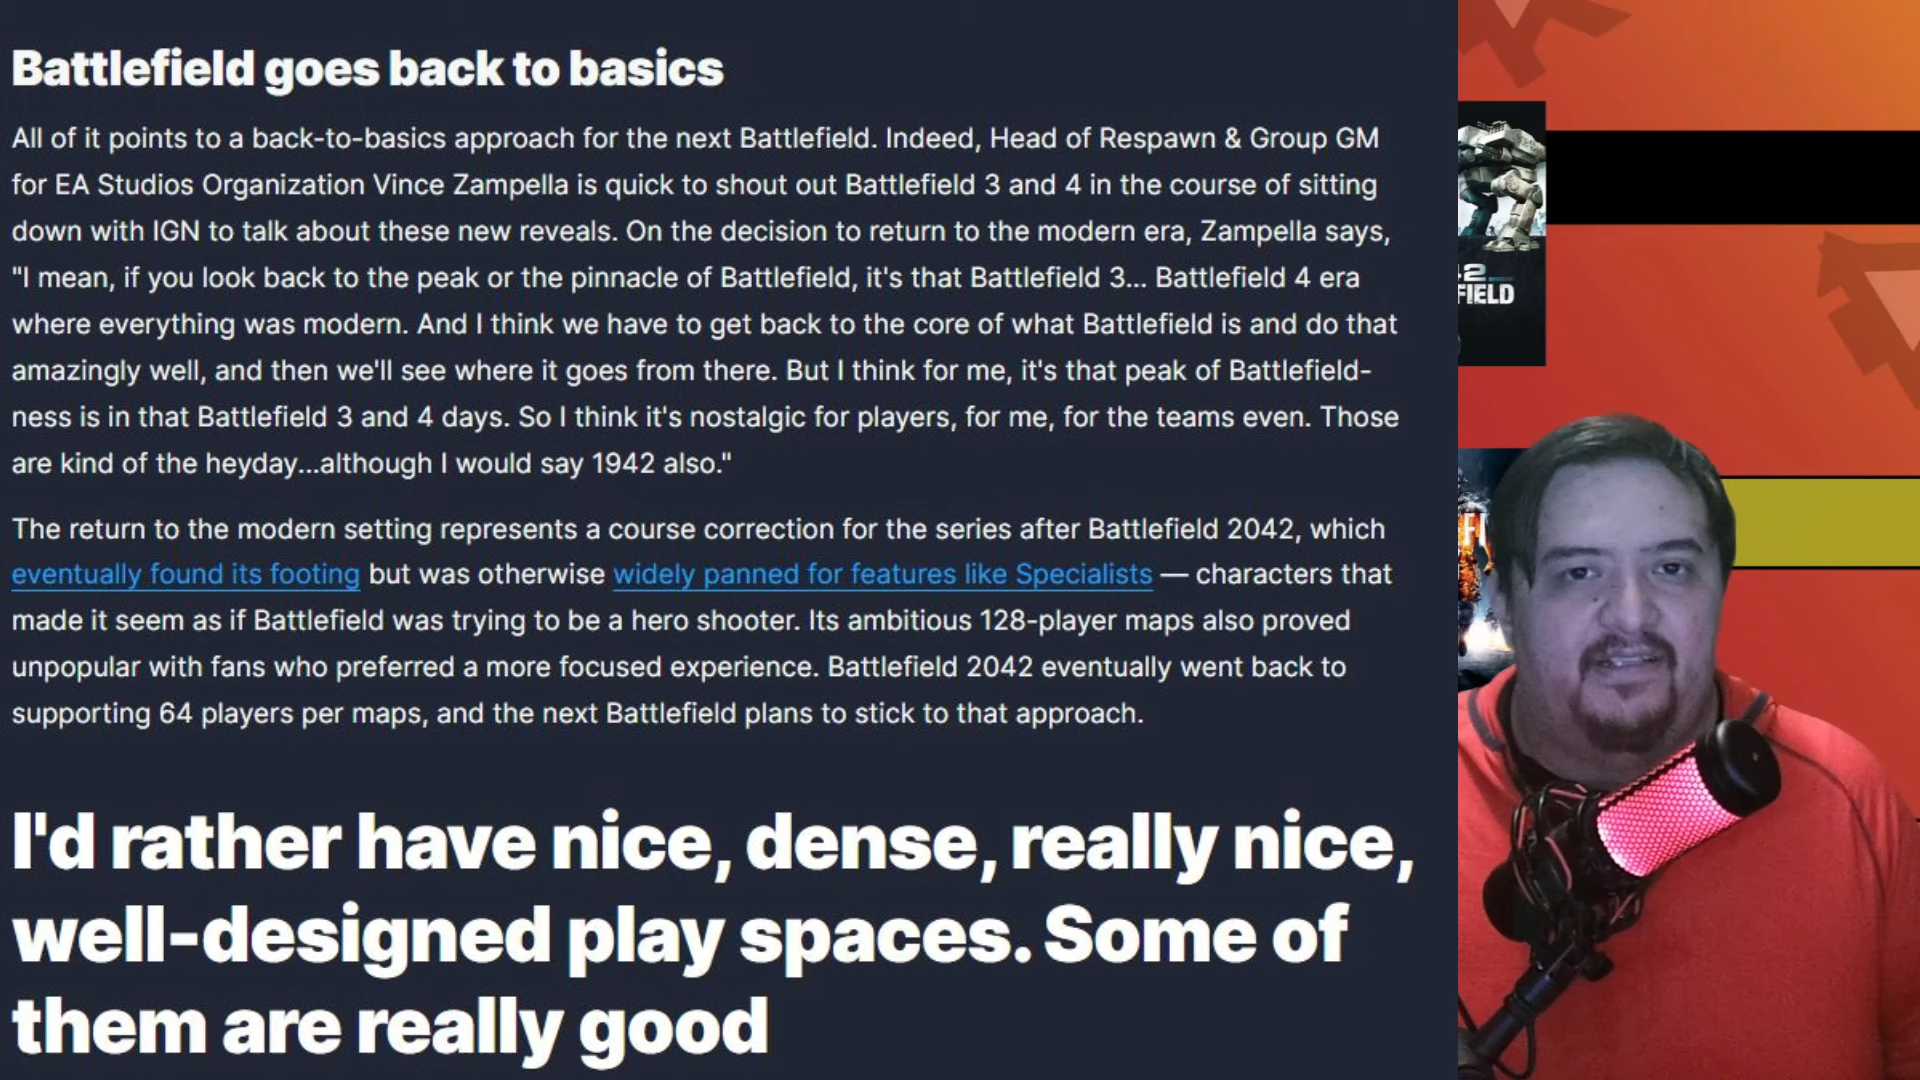 Battlefield goes back to basics
All of it points to a back-to-basics approach for the next Battlefield. Indeed, Head of Respawn & Group GM
for EA Studios Organization Vince Zampella is quick to shout out Battlefield 3 and 4 in the course of sitting
down with IGN to talk about these new reveals. On the decision to return to the modern era, Zampella says,
"I mean, if you look back to the peak or the pinnacle of Battlefield, it's that Battlefield 3... Battlefield 4 era
where everything was modern. And I think we have to get back to the core of what Battlefield is and do that
amazingly well, and then we'll see where it goes from there. But I think for me, it's that peak of Battlefield-
ness is in that Battlefield 3 and 4 days. So I think it's nostalgic for players, for me, for the teams even. Those
are kind of the heyday...although I would say 1942 also."
The return to the modern setting represents a course correction for the series after Battlefield 2042, which
eventually found its footing but was otherwise widely panned for features like Specialists — characters that
made it seem as if Battlefield was trying to be a hero shooter. Its ambitious 128-player maps also proved
unpopular with fans who preferred a more focused experience. Battlefield 2042 eventually went back to
supporting 64 players per maps, and the next Battlefield plans to stick to that approach.
I'd rather have nice, dense, really nice,
well-designed play spaces. Some of
them are really good
42
FIELD